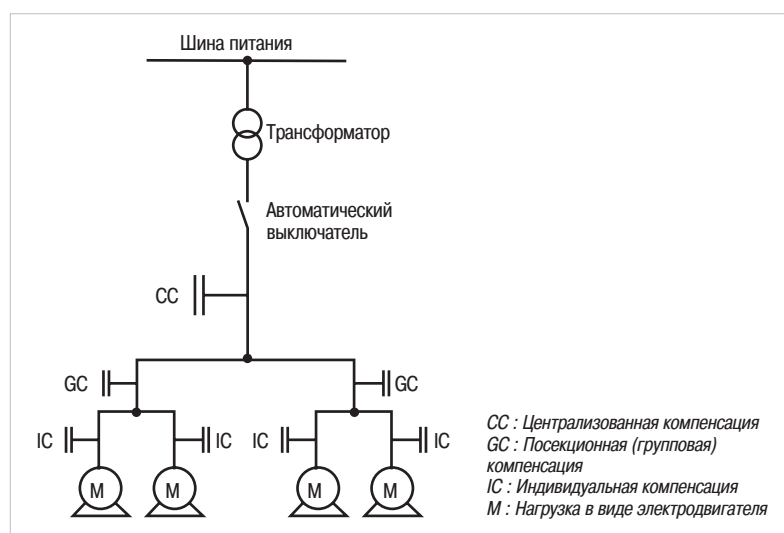 Шина питания
Трансформатор
Автоматический
выключатель
CC
GC
GC
IC
IC
IC
IC
M
M
M
M
CC : Централизованная компенсация
GC : Посекционная (групповая)
компенсация
IC : Индивидуальная компенсация
M : Нагрузка в виде электродвигателя